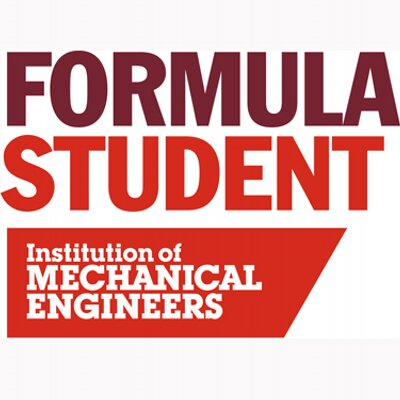 FORMULA
STUDENT
Institution of
MECHANICAL
ENGINEERS